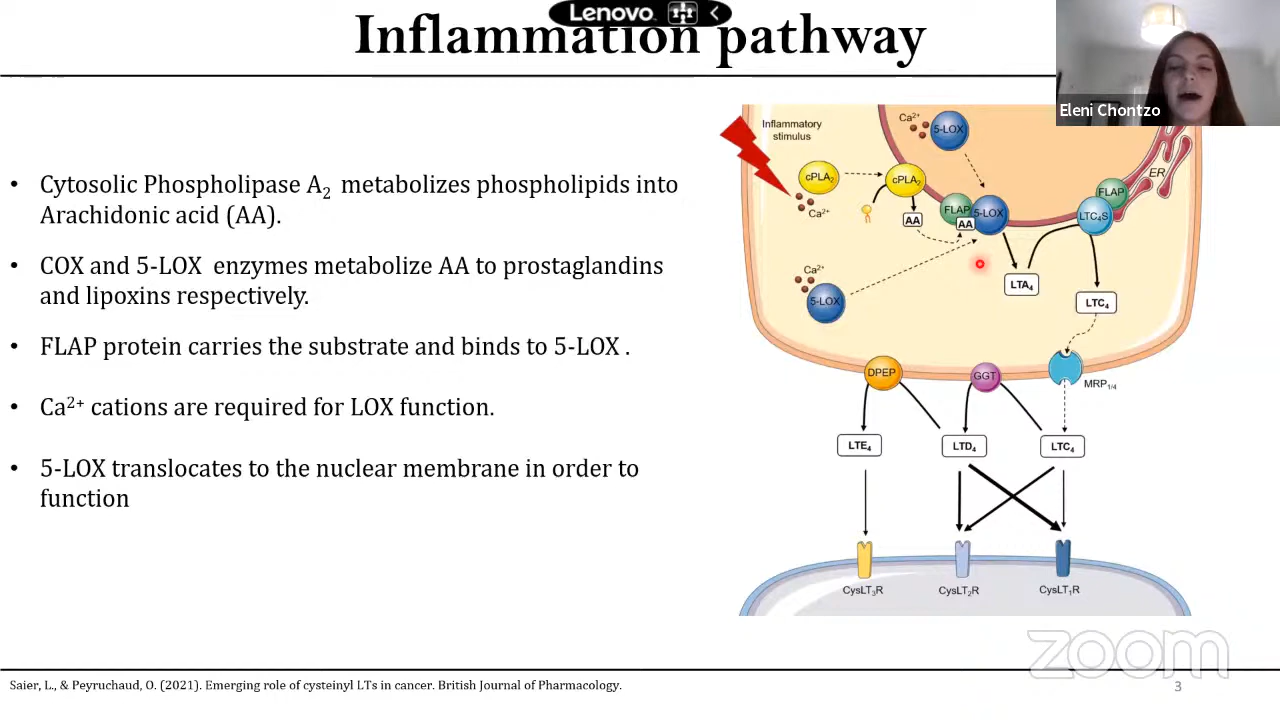 Lenovo
Inflammation pathway
Eleni Chontzo
• Cytosolic Phospholipase A₂ metabolizes phospholipids into
Arachidonic acid (AA).
• COX and 5-LOX enzymes metabolize AA to prostaglandins
and lipoxins respectively.
• FLAP protein carries the substrate and binds to 5-LOX .
• Ca²⁺ cations are required for LOX function.
• 5-LOX translocates to the nuclear membrane in order to
function
Inflammatory
stimulus
Ca²⁺
5-LOX
cPLA₂
cPLA₂
Ca²⁺
AA
FLAP
AA
5-LOX
FLAP
ER
LTC₄S
Ca²⁺
5-LOX
LTA₄
LTC₄
DPEP
GGT
MRP₁/₄
LTE₄
LTD₄
LTC₄
CysLT₃R
CysLT₂R
CysLT₁R
zoom
Saier, L., & Peyruchaud, O. (2021). Emerging role of cysteinyl LTs in cancer. British Journal of Pharmacology.
3